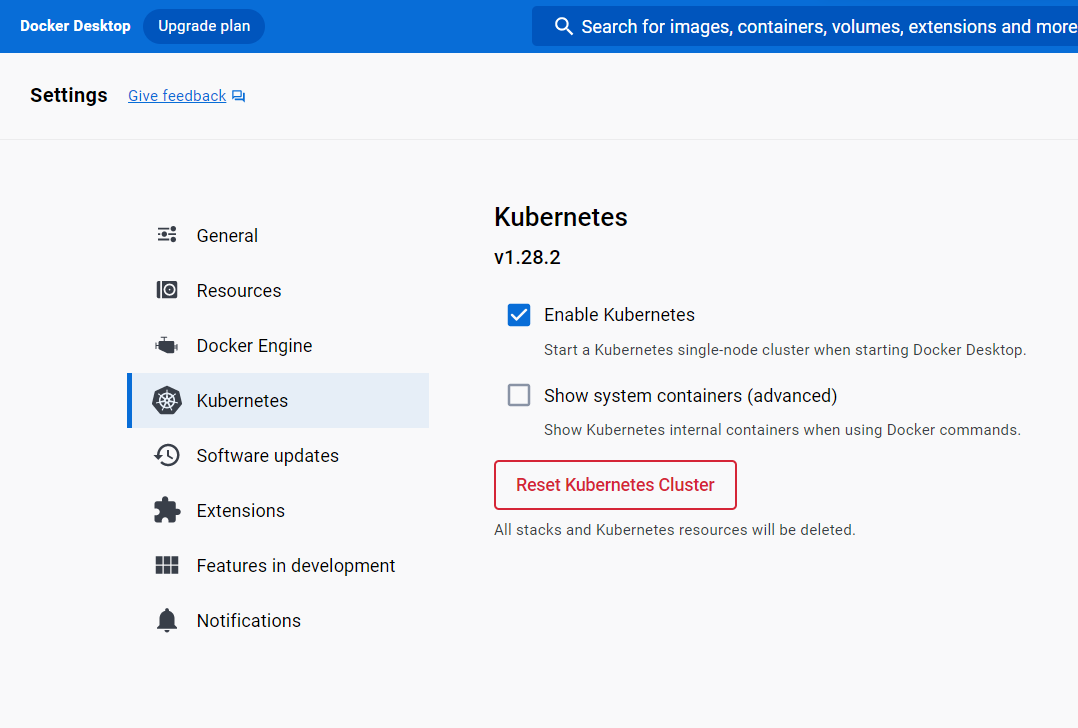 Docker Desktop
Upgrade plan
Search for images, containers, volumes, extensions and more
Settings
Give feedback
General
Resources
Docker Engine
Kubernetes
Software updates
Extensions
Features in development
Notifications
Kubernetes
v1.28.2
Enable Kubernetes
Start a Kubernetes single-node cluster when starting Docker Desktop.
Show system containers (advanced)
Show Kubernetes internal containers when using Docker commands.
Reset Kubernetes Cluster
All stacks and Kubernetes resources will be deleted.